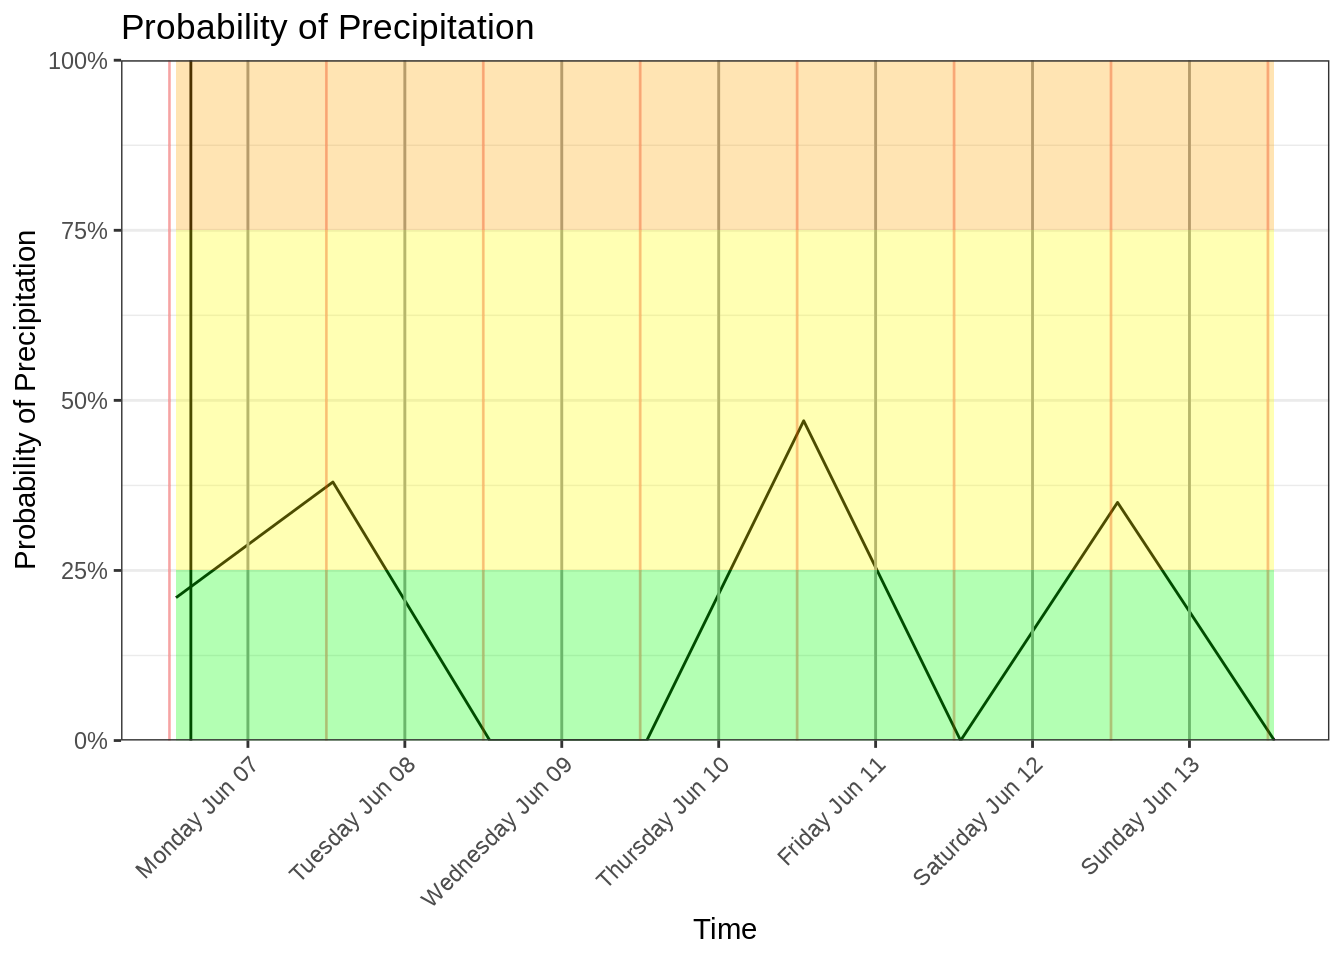 Probability of Precipitation
Probability of Precipitation
100%
75%
50%
25%
0%
Monday Jun 07
Tuesday Jun 08
Wednesday Jun 09
Thursday Jun 10
Friday Jun 11
Saturday Jun 12
Sunday Jun 13
Time